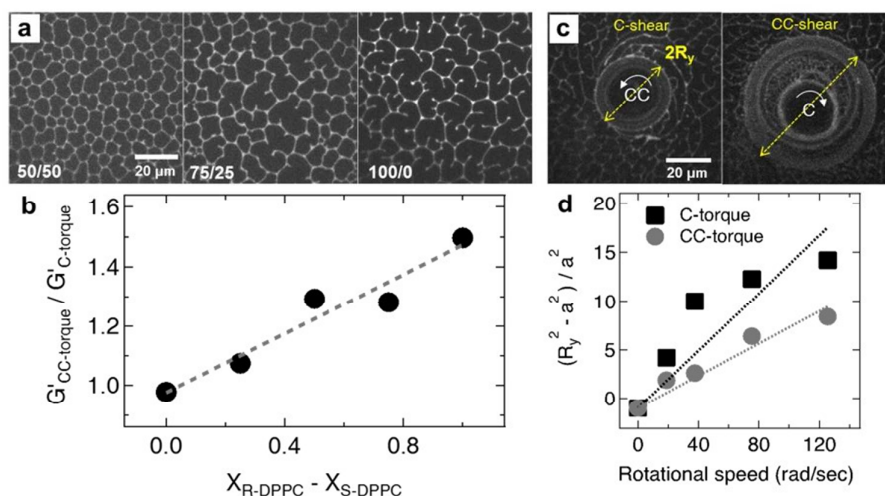 a
50/50
20 µm
75/25
100/0
b
G'CC-torque / G'C-torque
1.6
1.4
1.2
1.0
0.0
0.4
0.8
XR-DPPC - XS-DPPC
c
C-shear
2Ry
CC
20 µm
CC-shear
C
d
C-torque
CC-torque
(Ry2 - a2) / a2
20
15
10
5
0
0
40
80
120
Rotational speed (rad/sec)